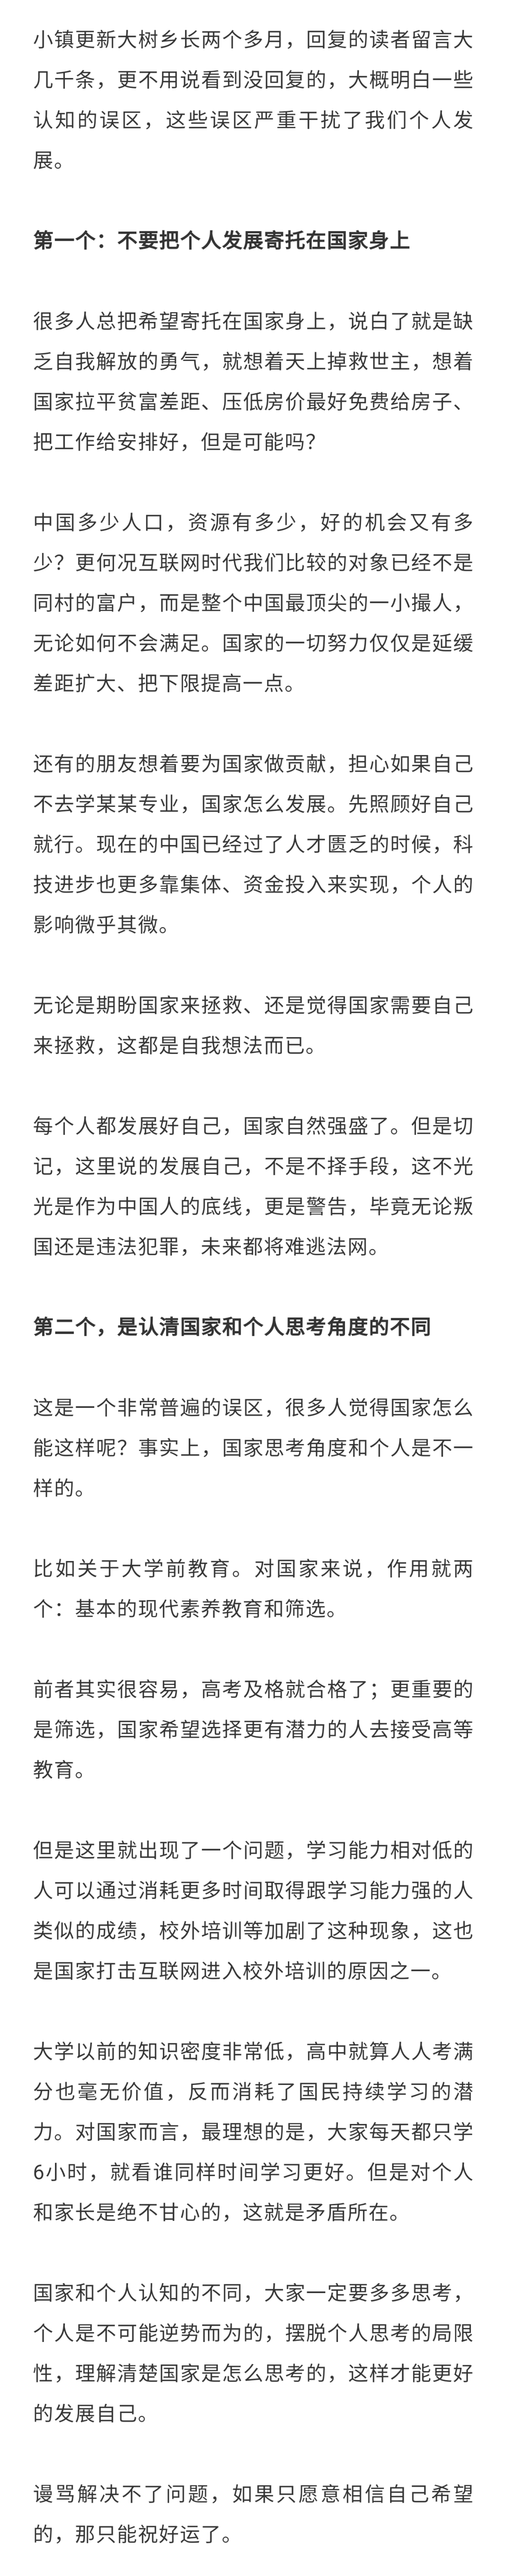 小镇更新大树乡长两个多月，回复的读者留言大
几千条，更不用说看到没回复的，大概明白一些
认知的误区，这些误区严重干扰了我们个人发
展。
第一个：不要把个人发展寄托在国家身上
很多人总把希望寄托在国家身上，说白了就是缺
乏自我解放的勇气，就想着天上掉救世主，想着
国家拉平贫富差距、压低房价最好免费给房子、
把工作给安排好，但是可能吗？
中国多少人口，资源有多少，好的机会又有多
少？更何况互联网时代我们比较的对象已经不是
同村的富户，而是整个中国最顶尖的一小撮人，
无论如何不会满足。国家的一切努力仅仅是延缓
差距扩大、把下限提高一点。
还有的朋友想着要为国家做贡献，担心如果自己
不去学某某专业，国家怎么发展。先照顾好自己
就行。现在的中国已经过了人才匮乏的时候，科
技进步也更多靠集体、资金投入来实现，个人的
影响微乎其微。
无论是期盼国家来拯救、还是觉得国家需要自己
来拯救，这都是自我想法而已。
每个人都发展好自己，国家自然强盛了。但是切
记，这里说的发展自己，不是不择手段，这不光
光是作为中国人的底线，更是警告，毕竟无论叛
国还是违法犯罪，未来都将难逃法网。
第二个，是认清国家和个人思考角度的不同
这是一个非常普遍的误区，很多人觉得国家怎么
能这样呢？事实上，国家思考角度和个人是不一
样的。
比如关于大学前教育。对国家来说，作用就两
个：基本的现代素养教育和筛选。
前者其实很容易，高考及格就合格了；更重要的
是筛选，国家希望选择更有潜力的人去接受高等
教育。
但是这里就出现了一个问题，学习能力相对低的
人可以通过消耗更多时间取得跟学习能力强的人
类似的成绩，校外培训等加剧了这种现象，这也
是国家打击互联网进入校外培训的原因之一。
大学以前的知识密度非常低，高中就算人人考满
分也毫无价值，反而消耗了国民持续学习的潜
力。对国家而言，最理想的是，大家每天都只学
6小时，就看谁同样时间学习更好。但是对个人
和家长是绝不甘心的，这就是矛盾所在。
国家和个人认知的不同，大家一定要多多思考，
个人是不可能逆势而为的，摆脱个人思考的局限
性，理解清楚国家是怎么思考的，这样才能更好
的发展自己。
谩骂解决不了问题，如果只愿意相信自己希望
的，那只能祝好运了。